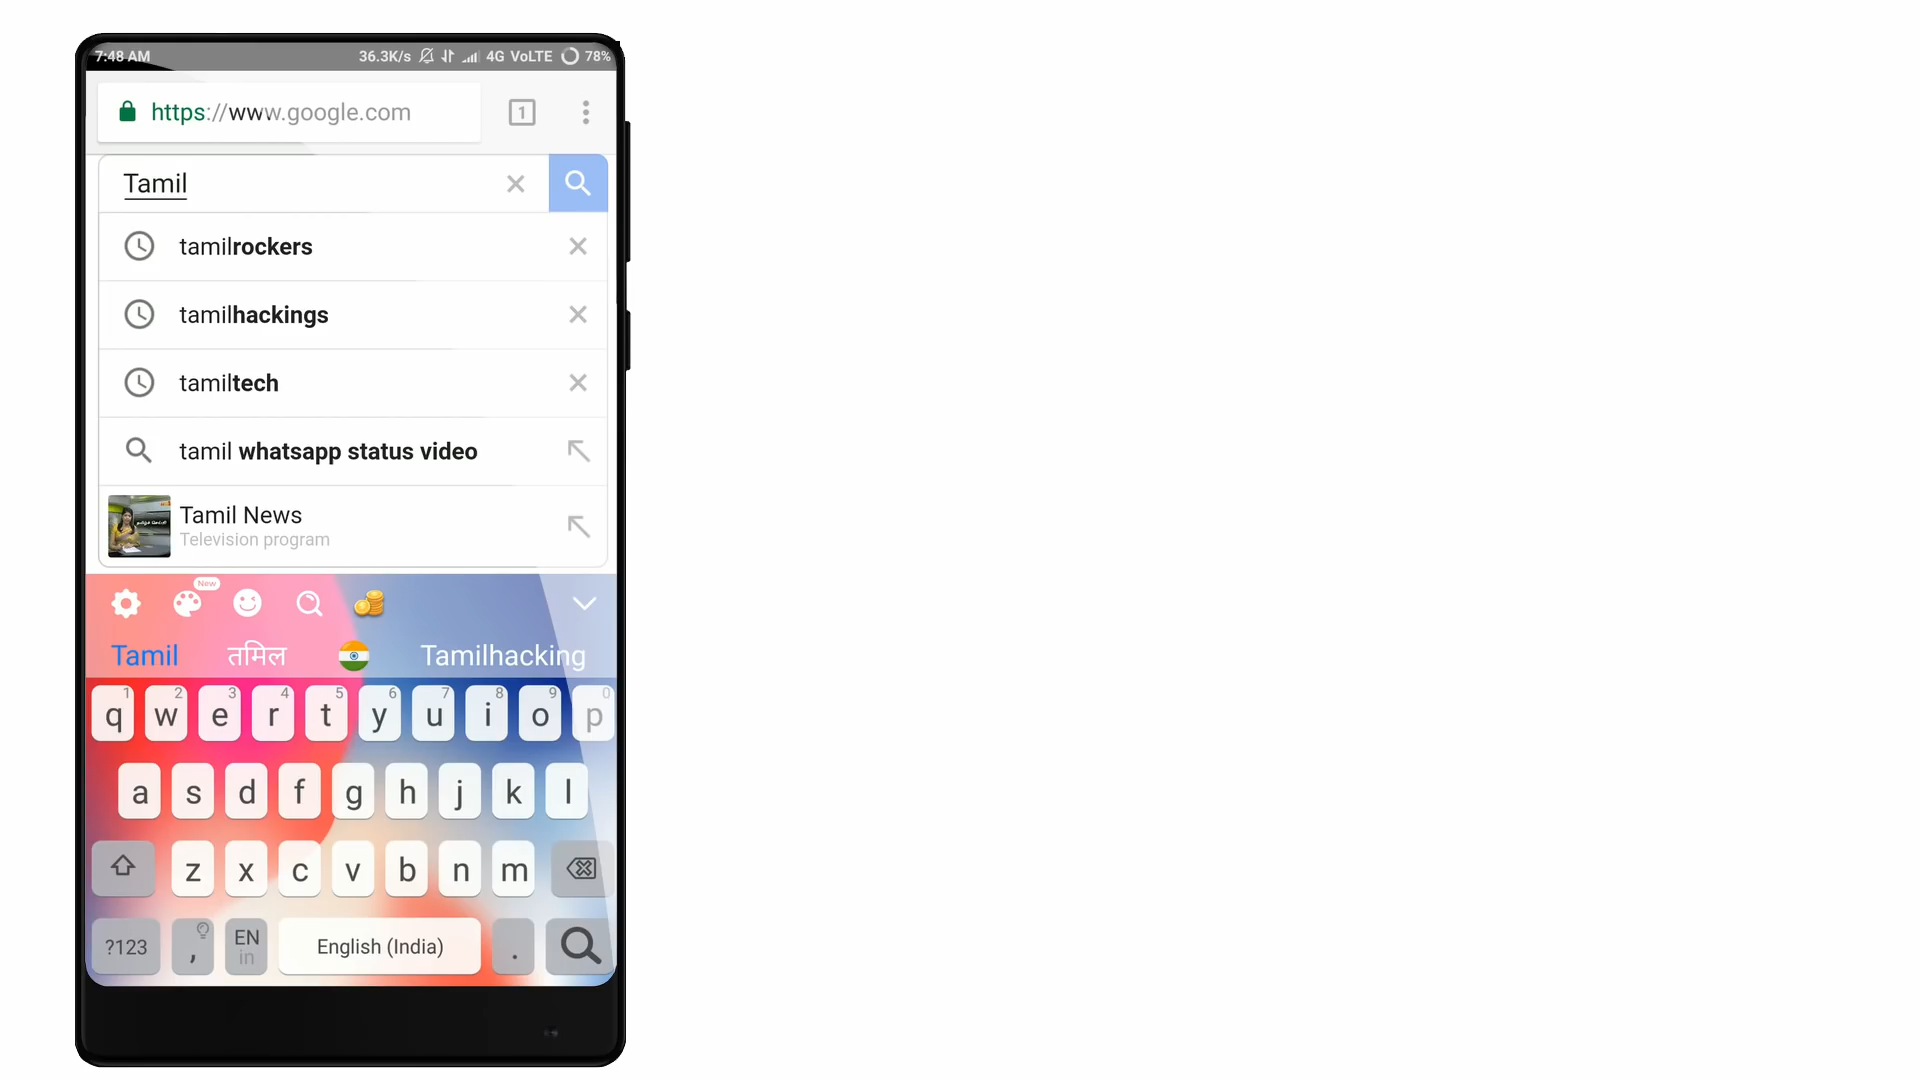 7:48 AM 36.3K/s 4G VoLTE 78%
https://www.google.com 1
Tamil
tamilrockers
tamilhackings
tamiltech
tamil whatsapp status video
Tamil News
Television program
New
Tamil तमिल Tamilhacking
1 2 3 4 5 6 7 8 9 0
q w e r t y u i o p
a s d f g h j k l
z x c v b n m
?123 , EN in English (India) .